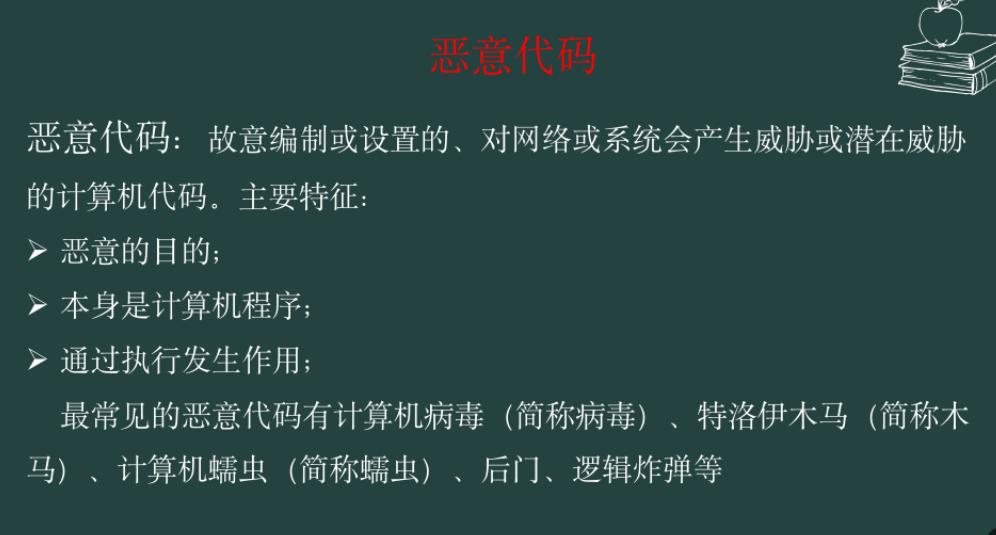 恶意代码
恶意代码： 故意编制或设置的、对网络或系统会产生威胁或潜在威胁
的计算机代码。主要特征：
➢ 恶意的目的；
➢ 本身是计算机程序；
➢ 通过执行发生作用；
最常见的恶意代码有计算机病毒（简称病毒）、特洛伊木马（简称木
马）、计算机蠕虫（简称蠕虫）、后门、逻辑炸弹等